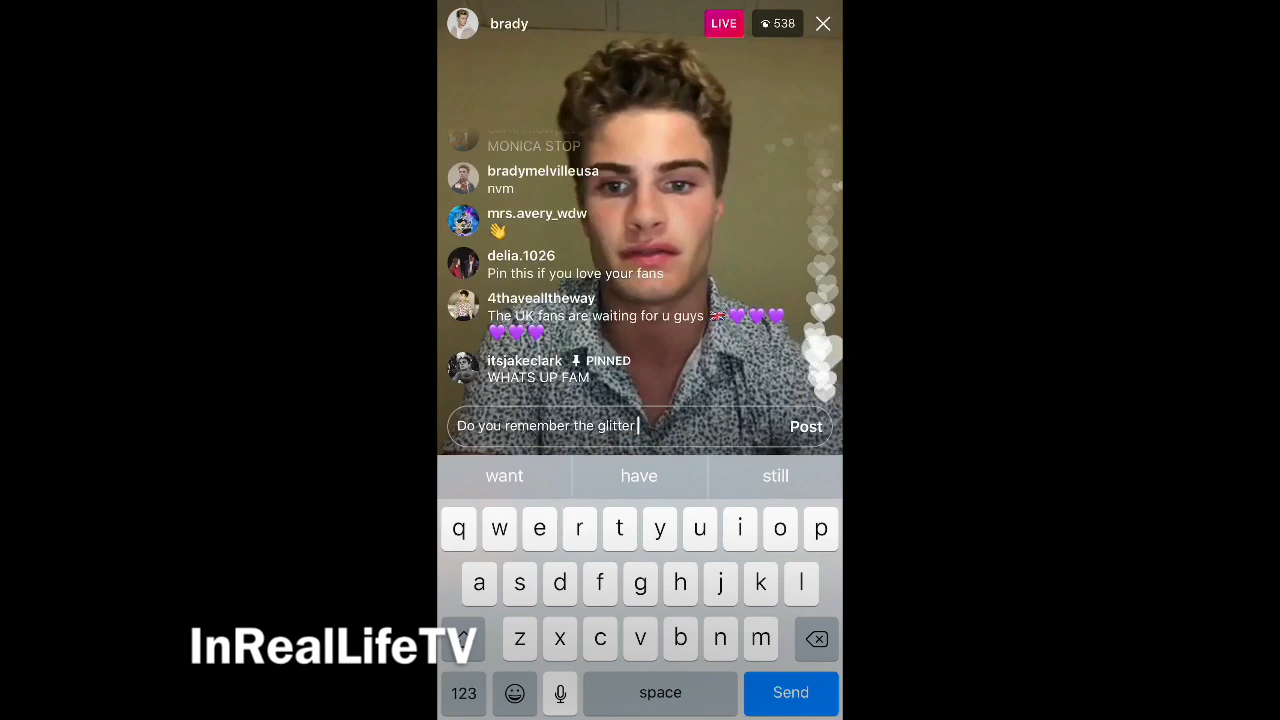 brady
LIVE
538
MONICA STOP
bradymelvilleusa
nvm
mrs.avery_wdw
👋
delia.1026
Pin this if you love your fans
4thavealltheway
The UK fans are waiting for u guys 🇬🇧💜💜💜
💜💜💜
itsjakeclark PINNED
WHATS UP FAM
Do you remember the glitter
Post
want have still
q w e r t y u i o p
a s d f g h j k l
z x c v b n m
InRealLifeTV
123 space Send